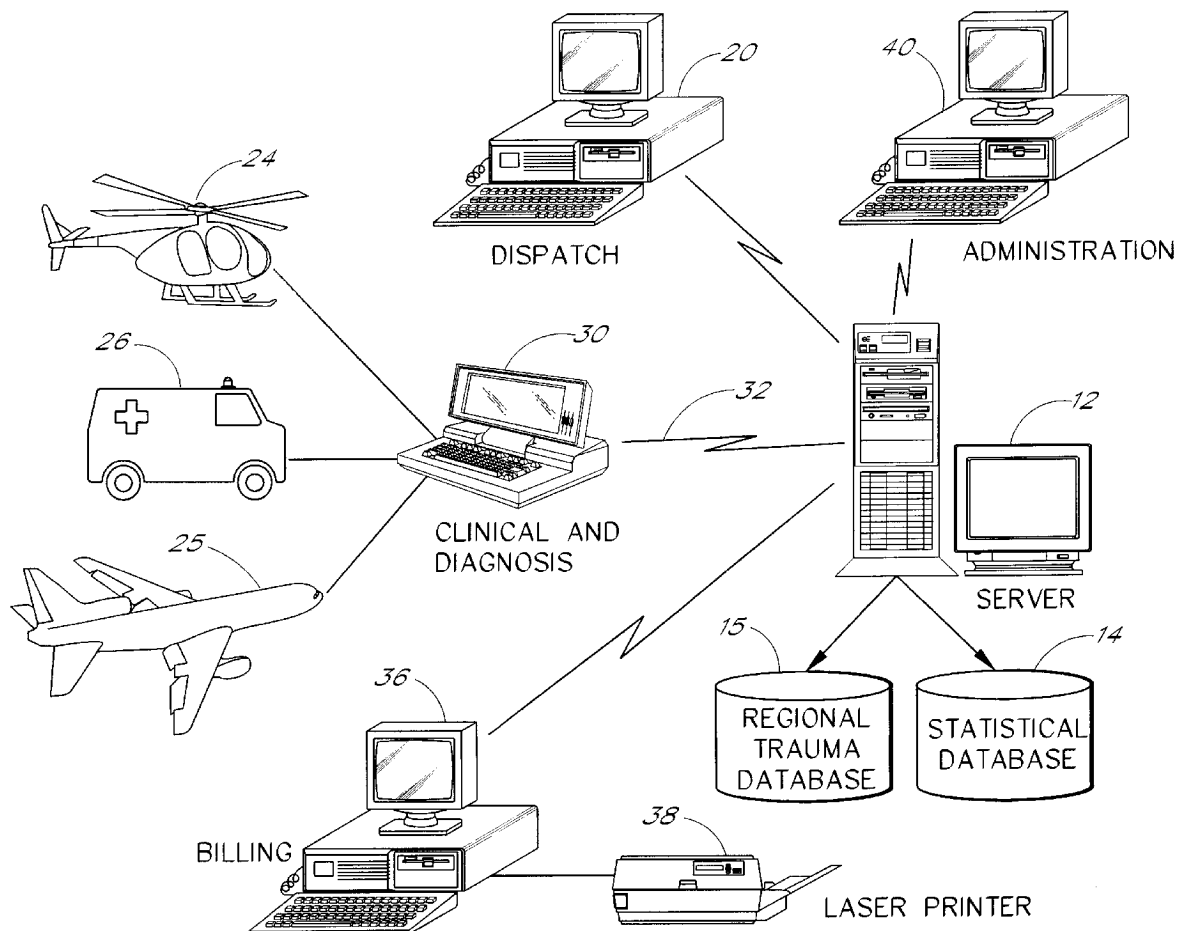 20
40
24
DISPATCH
ADMINISTRATION
30
26
32
12
CLINICAL AND
DIAGNOSIS
25
SERVER
15
14
36
REGIONAL
TRAUMA
DATABASE
STATISTICAL
DATABASE
38
BILLING
LASER PRINTER